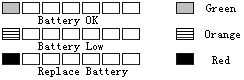 Battery OK
Green
Battery Low
Orange
Replace Battery
Red